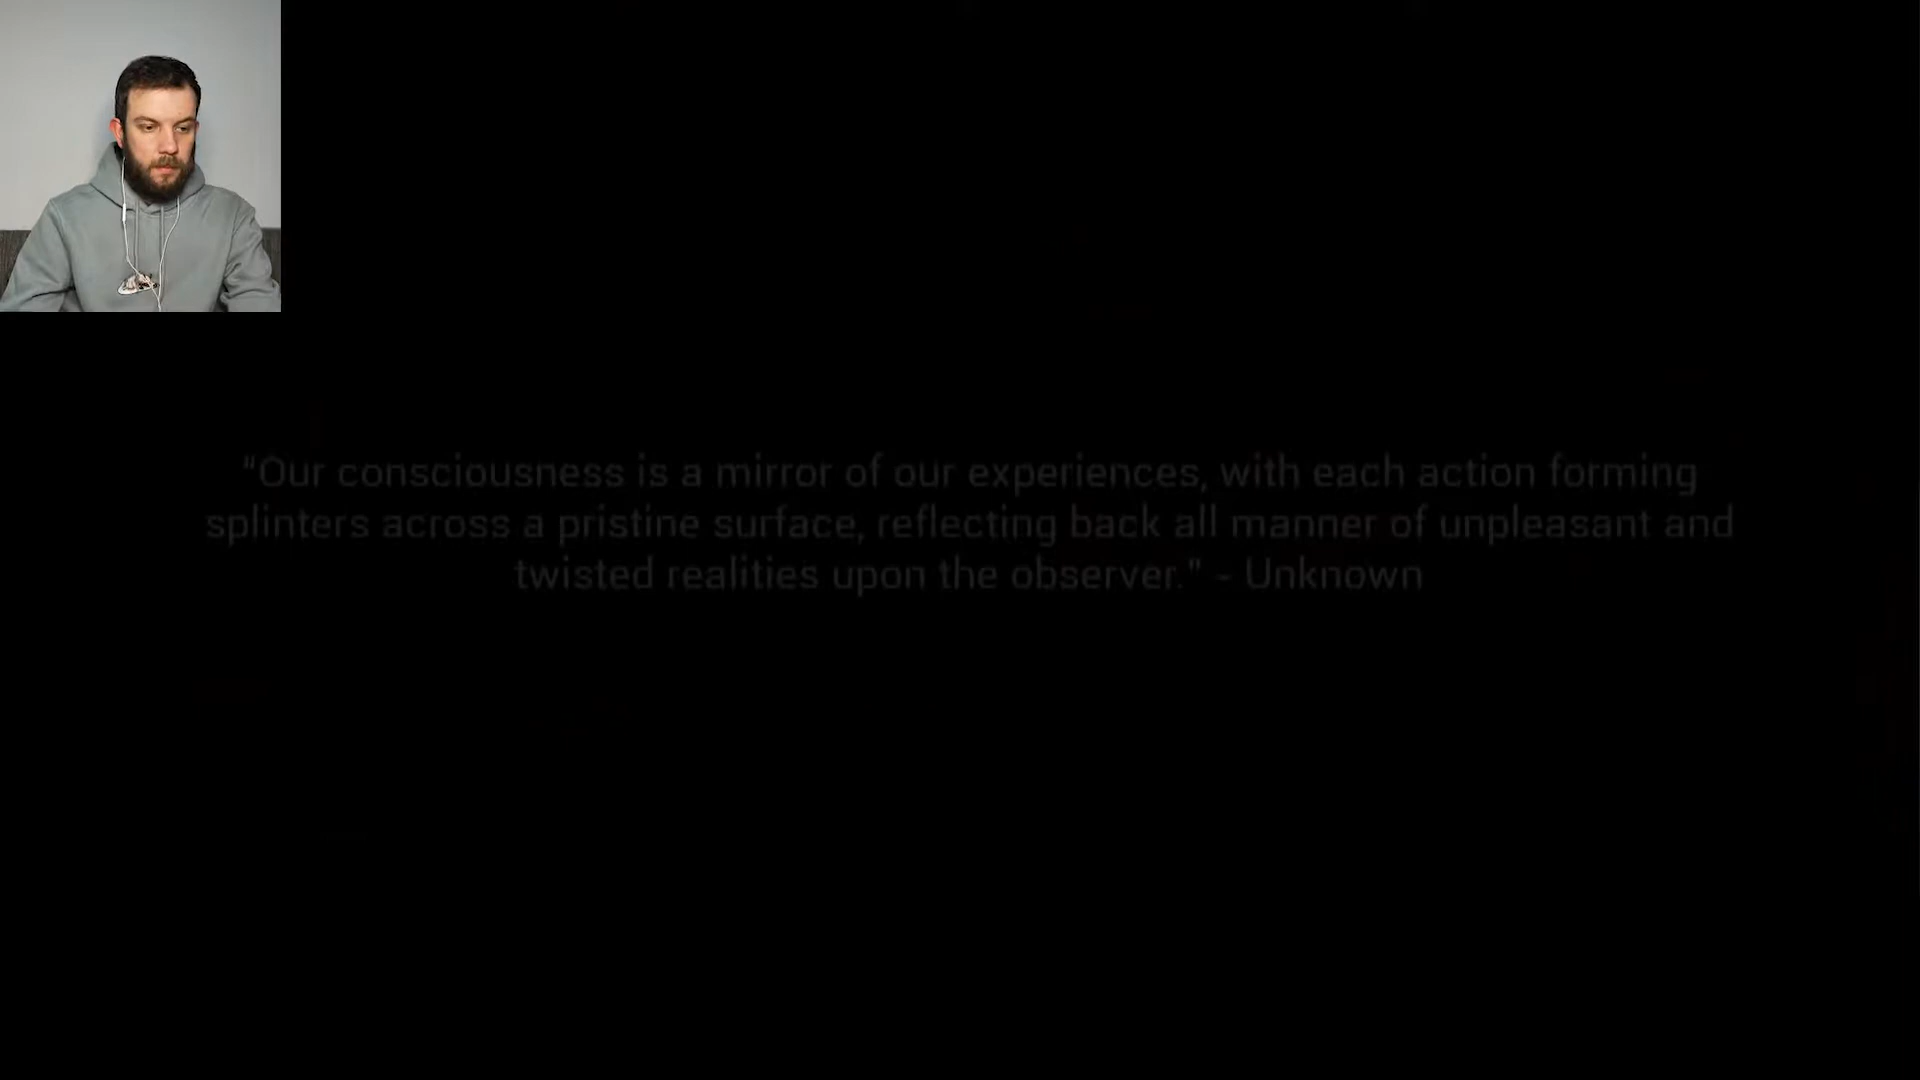 "Our consciousness is a mirror of our experiences, with each action forming
splinters across a pristine surface, reflecting back all manner of unpleasant and
twisted realities upon the observer." - Unknown